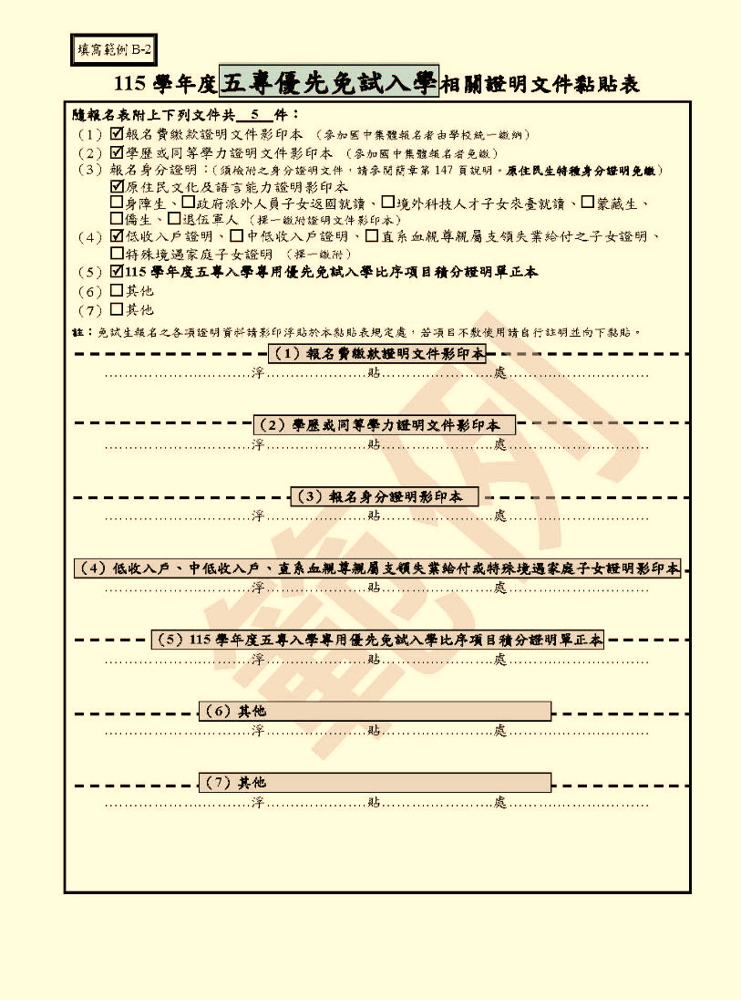 填寫範例 B-2
115 學年度五專優先免試入學相關證明文件黏貼表
隨報名表附上下列文件共 5 件：
（1）☑報名費繳款證明文件影印本 （參加國中集體報名者由學校統一繳納）
（2）☑學歷或同等學力證明文件影印本 （參加國中集體報名者免繳）
（3）報名身分證明：（須檢附之身分證明文件，請參閱簡章第 147 頁說明。原住民生特種身分證明免繳）
☑原住民文化及語言能力證明影印本
□身障生、□政府派外人員子女返國就讀、□境外科技人才子女來臺就讀、□蒙藏生、
□僑生、□退伍軍人（擇一繳附證明文件影印本）
（4）☑低收入戶證明、□中低收入戶證明、□直系血親尊親屬支領失業給付之子女證明、
□特殊境遇家庭子女證明 （擇一繳附）
（5）☑115 學年度五專入學專用優先免試入學比序項目積分證明單正本
（6）□其他
（7）□其他
註：免試生報名之各項證明資料請影印浮貼於本黏貼表規定處，若項目不敷使用請自行註明並向下黏貼。
（1）報名費繳款證明文件影印本
浮 貼 處
（2）學歷或同等學力證明文件影印本
浮 貼 處
（3）報名身分證明影印本
浮 貼 處
（4）低收入戶、中低收入戶、直系血親尊親屬支領失業給付或特殊境遇家庭子女證明影印本
浮 貼 處
（5）115 學年度五專入學專用優先免試入學比序項目積分證明單正本
浮 貼 處
（6）其他
浮 貼 處
（7）其他
浮 貼 處
範例